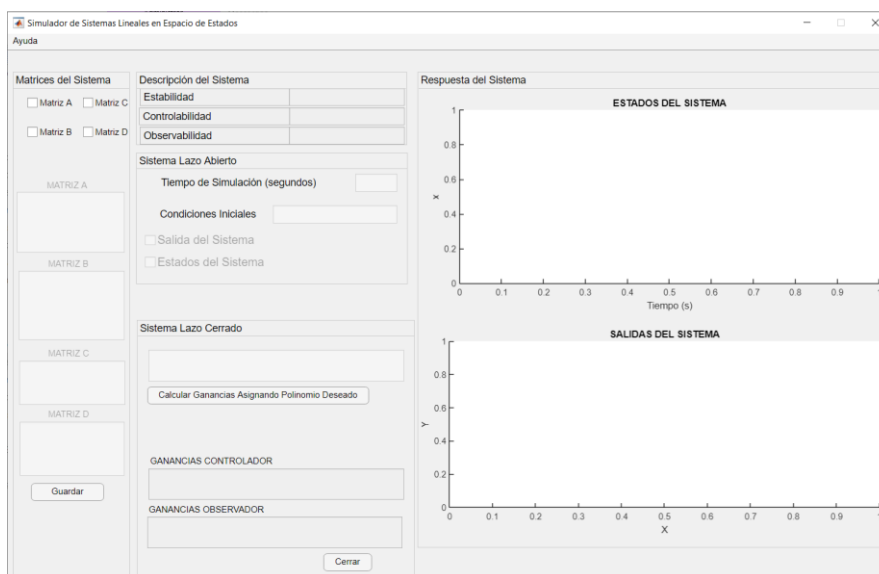 Simulador de Sistemas Lineales en Espacio de Estados
Ayuda
Matrices del Sistema
Matriz A Matriz C
Matriz B Matriz D
MATRIZ A
MATRIZ B
MATRIZ C
MATRIZ D
Guardar
Descripción del Sistema
Estabilidad
Controlabilidad
Observabilidad
Sistema Lazo Abierto
Tiempo de Simulación (segundos)
Condiciones Iniciales
Salida del Sistema
Estados del Sistema
Sistema Lazo Cerrado
Calcular Ganancias Asignando Polinomio Deseado
GANANCIAS CONTROLADOR
GANANCIAS OBSERVADOR
Cerrar
Respuesta del Sistema
ESTADOS DEL SISTEMA
1
0.8
0.6
x
0.4
0.2
0
0 0.1 0.2 0.3 0.4 0.5 0.6 0.7 0.8 0.9 1
Tiempo (s)
SALIDAS DEL SISTEMA
1
0.8
0.6
Y
0.4
0.2
0
0 0.1 0.2 0.3 0.4 0.5 0.6 0.7 0.8 0.9 1
X